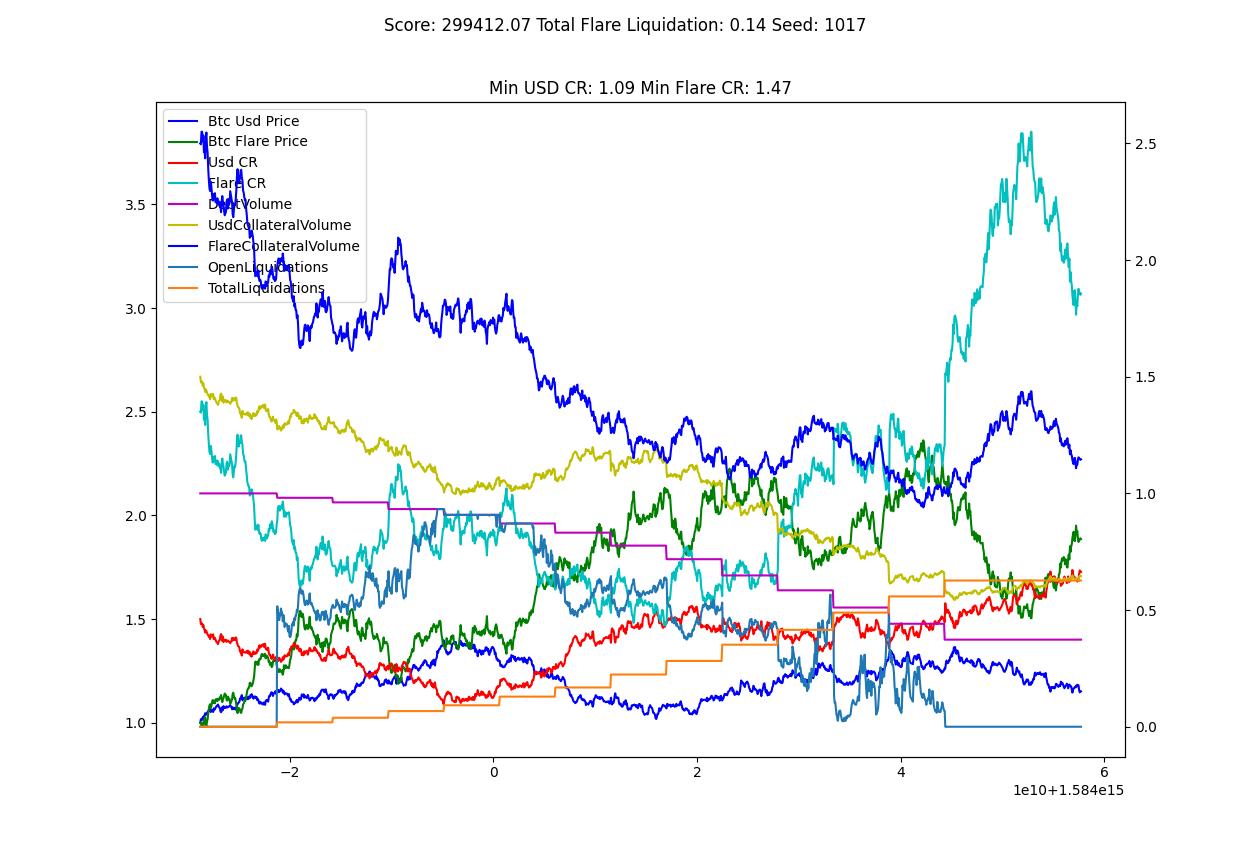 Score: 299412.07 Total Flare Liquidation: 0.14 Seed: 1017
Min USD CR: 1.09 Min Flare CR: 1.47
Btc Usd Price
Btc Flare Price
Usd CR
Flare CR
DebtVolume
UsdCollateralVolume
FlareCollateralVolume
OpenLiquidations
TotalLiquidations
3.5
3.0
2.5
2.0
1.5
1.0
2.5
2.0
1.5
1.0
0.5
0.0
−2
0
2
4
6
1e10+1.584e15